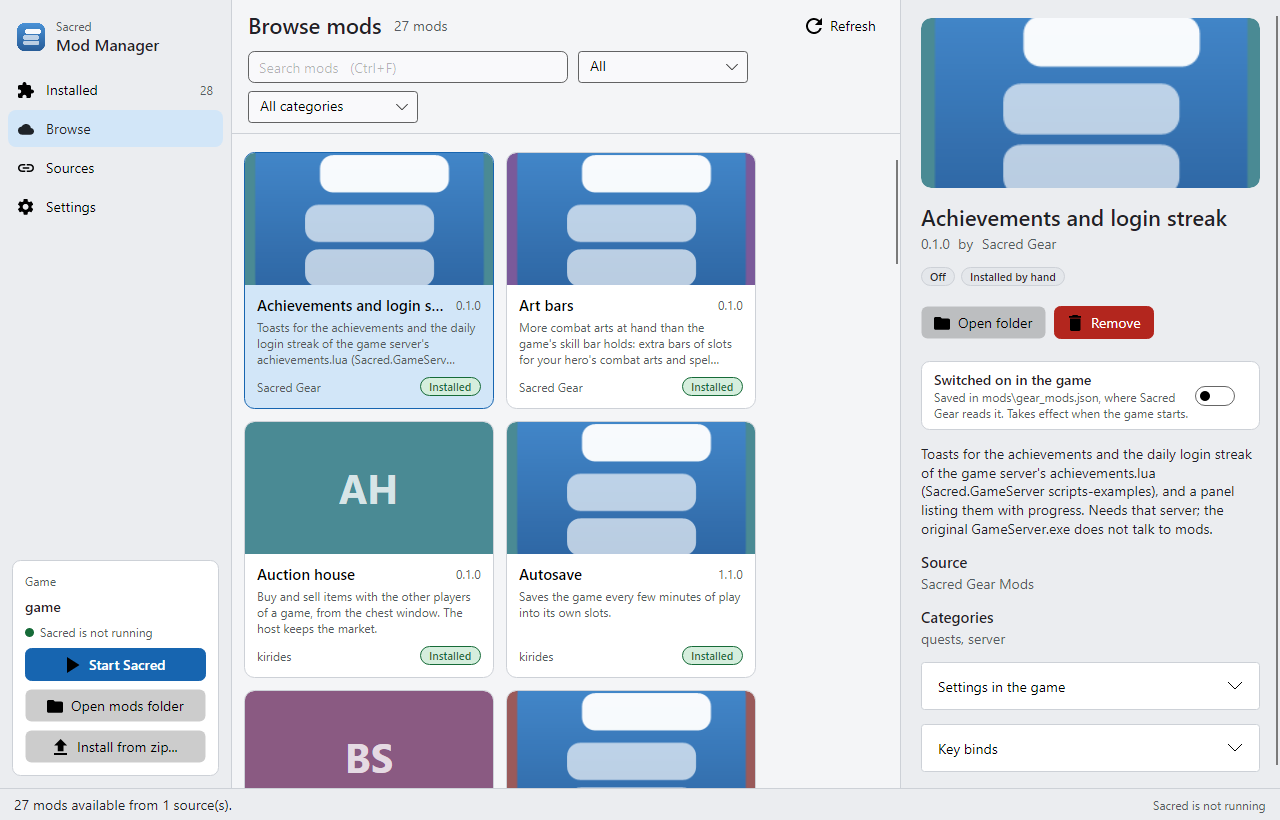 Sacred
Mod Manager
Installed 28
Browse
Sources
Settings
Game
game
Sacred is not running
Start Sacred
Open mods folder
Install from zip...
Browse mods 27 mods
Refresh
Search mods (Ctrl+F)
All
All categories
Achievements and login s... 0.1.0
Toasts for the achievements and the daily
login streak of the game server's
achievements.lua (Sacred.GameServ...
Sacred Gear Installed
Art bars 0.1.0
More combat arts at hand than the
game's skill bar holds: extra bars of slots
for your hero's combat arts and spel...
Sacred Gear Installed
AH
Auction house 0.1.0
Buy and sell items with the other players
of a game, from the chest window. The
host keeps the market.
kirides Installed
Autosave 1.1.0
Saves the game every few minutes of play
into its own slots.
kirides Installed
BS
Achievements and login streak
0.1.0 by Sacred Gear
Off Installed by hand
Open folder Remove
Switched on in the game
Saved in mods\gear_mods.json, where Sacred
Gear reads it. Takes effect when the game starts.
Toasts for the achievements and the daily login streak
of the game server's achievements.lua
(Sacred.GameServer scripts-examples), and a panel
listing them with progress. Needs that server; the
original GameServer.exe does not talk to mods.
Source
Sacred Gear Mods
Categories
quests, server
Settings in the game
Key binds
27 mods available from 1 source(s).
Sacred is not running